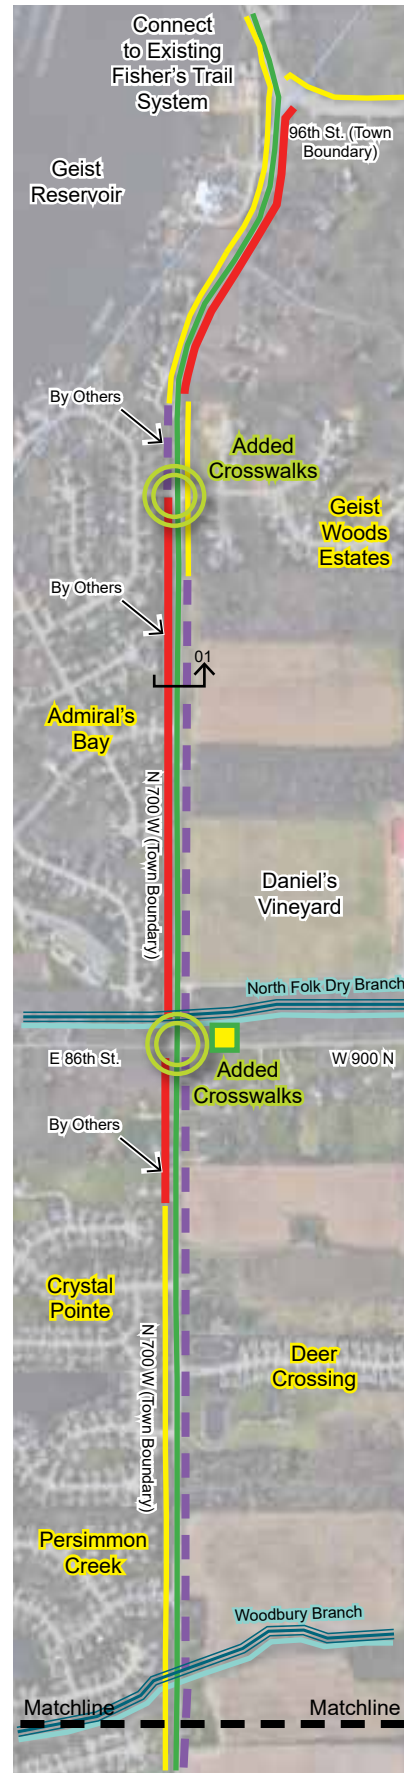 Connect
to Existing
Fisher's Trail
System
96th St. (Town
Boundary)
Geist
Reservoir
By Others
Added
Crosswalks
Geist
Woods
Estates
By Others
01
Admiral's
Bay
N 700 W (Town Boundary)
Daniel's
Vineyard
North Folk Dry Branch
E 86th St.
W 900 N
Added
Crosswalks
By Others
Crystal
Pointe
N 700 W (Town Boundary)
Deer
Crossing
Persimmon
Creek
Woodbury Branch
Matchline
Matchline